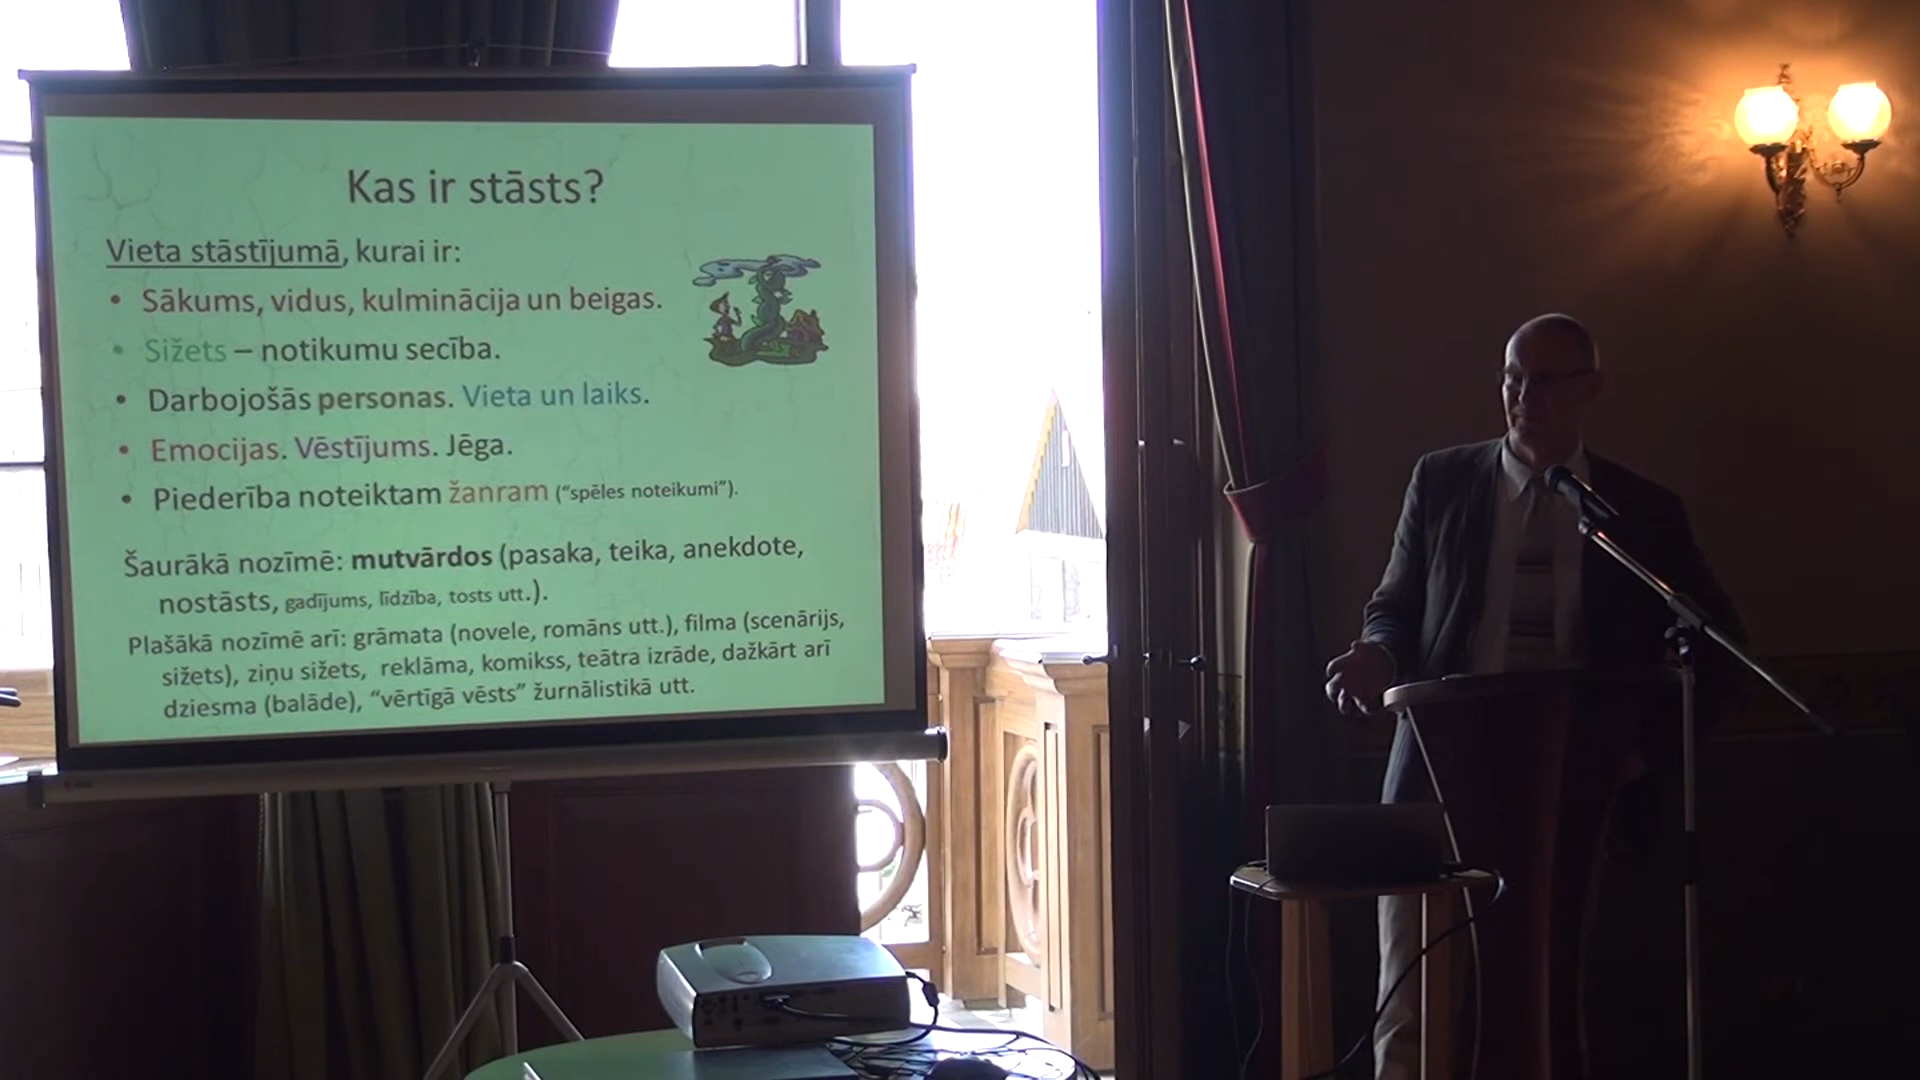 Kas ir stāsts?
Vieta stāstījumā, kurai ir:
• Sākums, vidus, kulminācija un beigas.
• Sižets – notikumu secība.
• Darbojošās personas. Vieta un laiks.
• Emocijas. Vēstījums. Jēga.
• Piederība noteiktam žanram (“spēles noteikumi”).
Šaurākā nozīmē: mutvārdos (pasaka, teika, anekdote,
nostāsts, gadījums, līdzība, tosts utt.).
Plašākā nozīmē arī: grāmata (novele, romāns utt.), filma (scenārijs,
sižets), ziņu sižets, reklāma, komikss, teātra izrāde, dažkārt arī
dziesma (balāde), “vērtīgā vēsts” žurnālistikā utt.